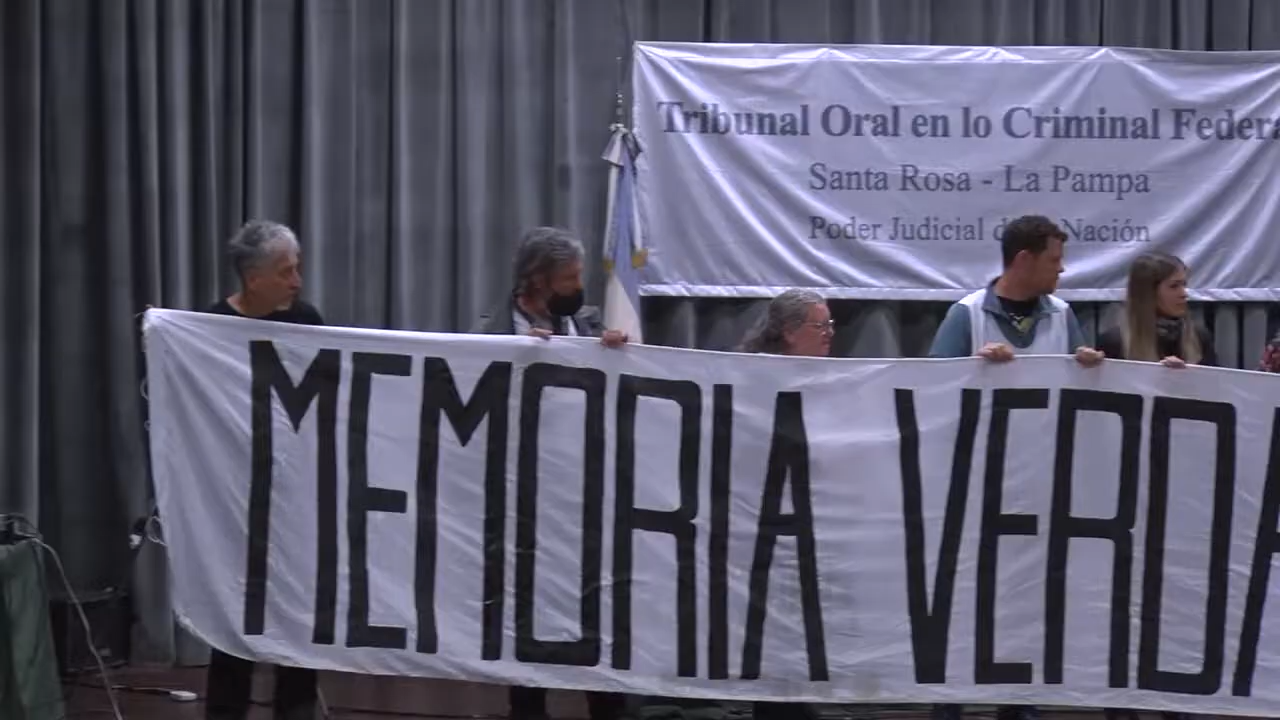 Tribunal Oral en lo Criminal Federa
Santa Rosa - La Pampa
Poder Judicial d Nación
MEMORIA VERDA